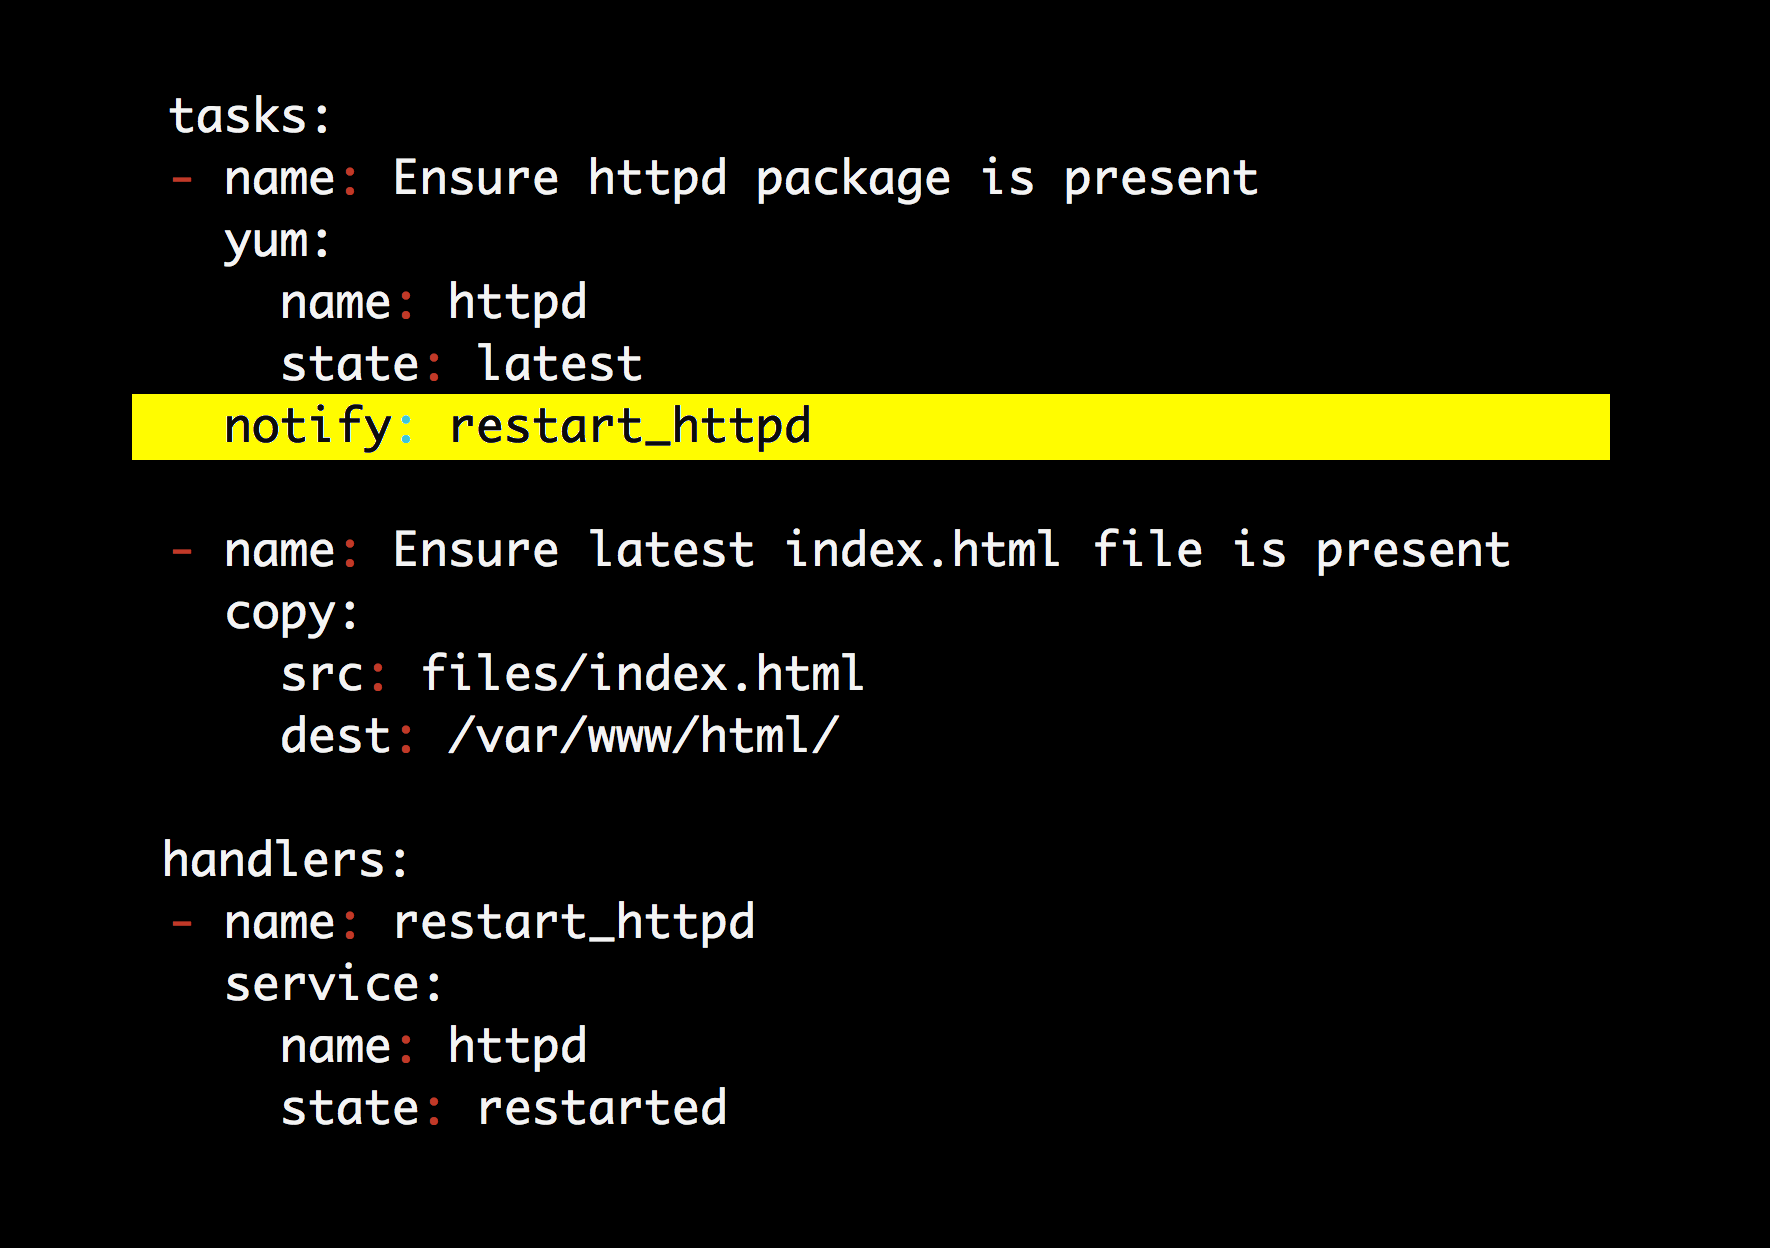 tasks:
- name: Ensure httpd package is present
  yum:
    name: httpd
    state: latest
  notify: restart_httpd

- name: Ensure latest index.html file is present
  copy:
    src: files/index.html
    dest: /var/www/html/

handlers:
- name: restart_httpd
  service:
    name: httpd
    state: restarted